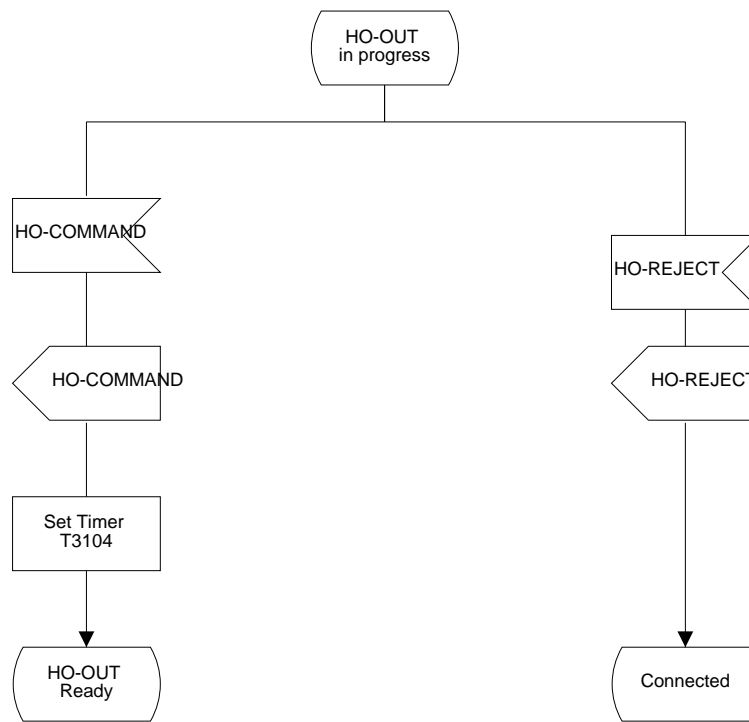 HO-OUT
in progress
HO-COMMAND
HO-REJECT
HO-COMMAND
HO-REJECT
Set Timer
T3104
HO-OUT
Ready
Connected